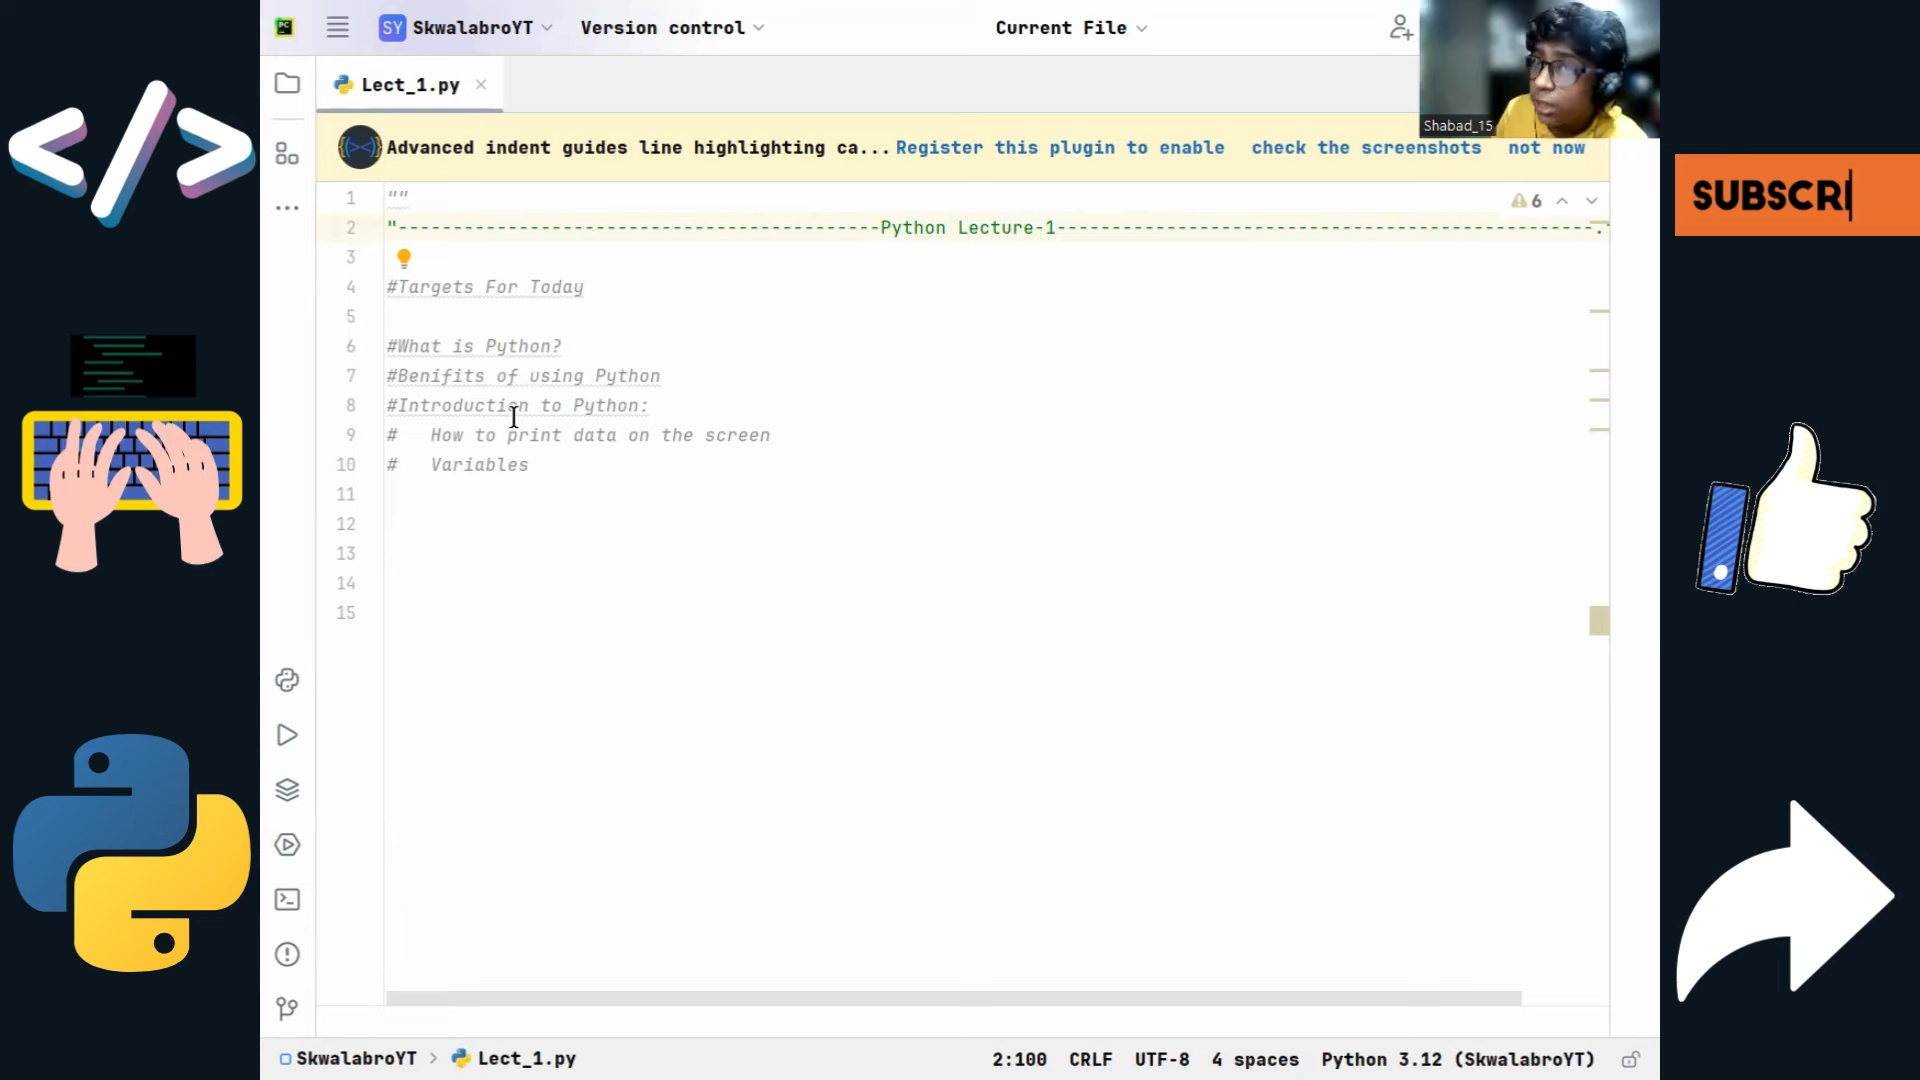 PC
SY SkwalabroYT
Version control
Current File
Lect_1.py
Shabad_15
Advanced indent guides line highlighting ca... Register this plugin to enable check the screenshots not now
SUBSCRI
1 ""
6
2 "--------------------------------------------Python Lecture-1-------------------------------------------------.
3
4 #Targets For Today
5
6 #What is Python?
7 #Benifits of using Python
8 #Introduction to Python:
9 # How to print data on the screen
10 # Variables
11
12
13
14
15
SkwalabroYT > Lect_1.py
2:100 CRLF UTF-8 4 spaces Python 3.12 (SkwalabroYT)